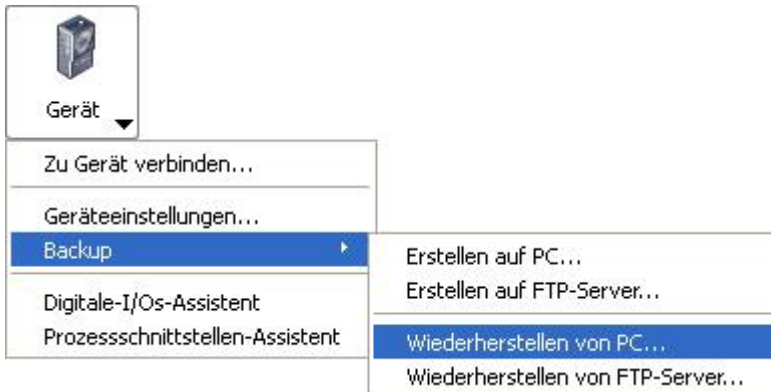 Gerät
Zu Gerät verbinden...
Geräteeinstellungen...
Backup
Digitale-I/Os-Assistent
Prozessschnittstellen-Assistent
Erstellen auf PC...
Erstellen auf FTP-Server...
Wiederherstellen von PC...
Wiederherstellen von FTP-Server...